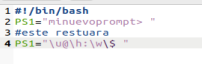 1 #!/bin/bash
2 PS1="minuevoprompt> "
3 #este restuara
4 PS1="\u@\h:\w\$ "